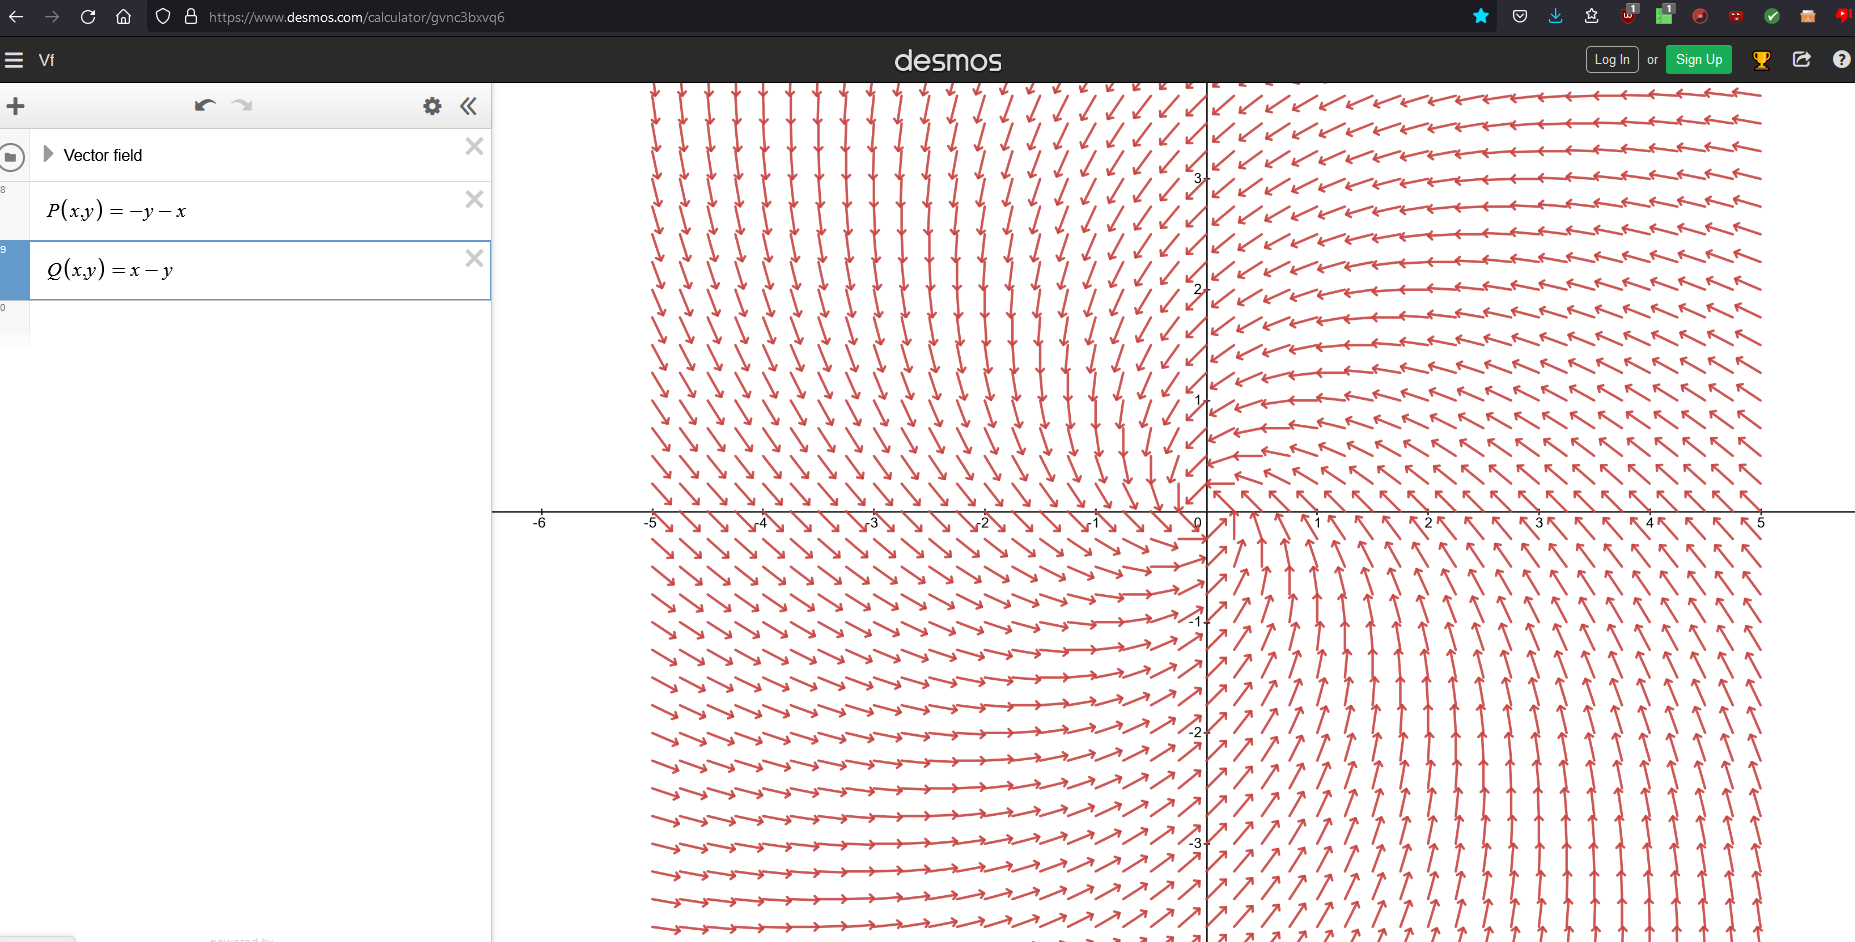 https://www.desmos.com/calculator/gvnc3bxvq6
1
1
Vf
desmos
Log In or Sign Up
Vector field
8
P(x,y) = −y − x
9
Q(x,y) = x − y
0
3
2
1
-6 -5 -4 -3 -2 -1 0 1 2 3 4 5
-1
-2
-3
powered by